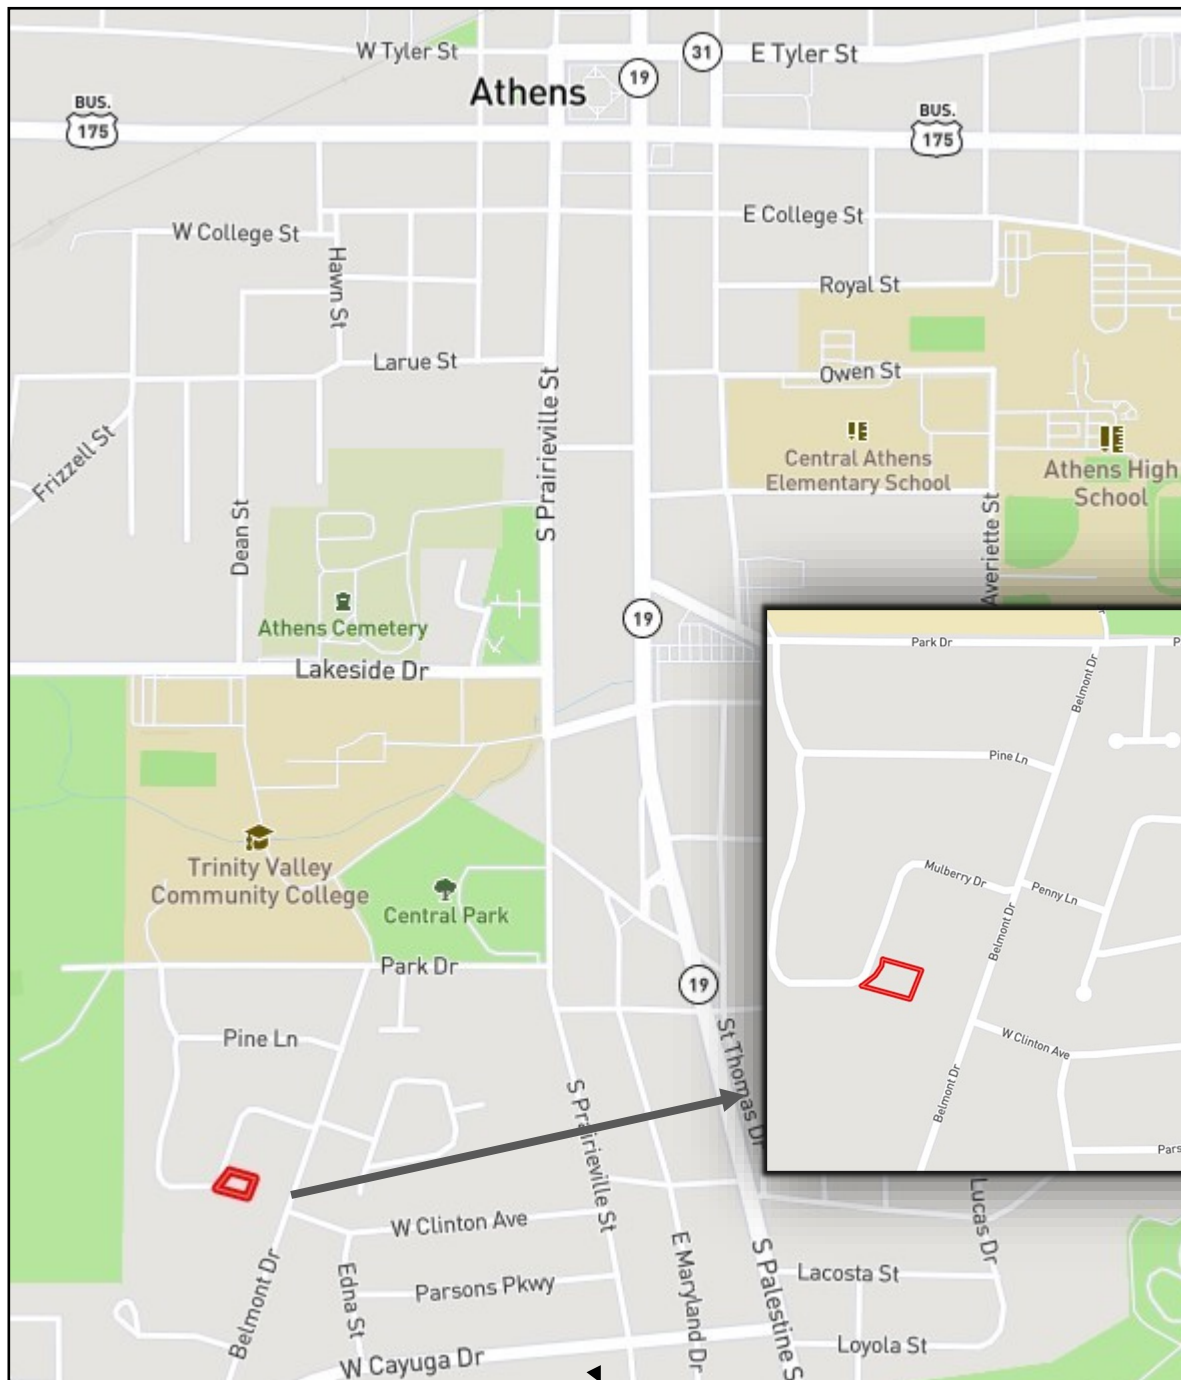 W Tyler St
31
E Tyler St
19
Athens
BUS.
175
BUS.
175
W College St
E College St
Hawn St
Royal St
Larue St
Owen St
S Prairieville St
Frizzell St
Central Athens
Elementary School
Athens High
School
Dean St
Averiette St
Athens Cemetery
19
Lakeside Dr
Trinity Valley
Community College
Central Park
Park Dr
19
Pine Ln
St Thomas Dr
S Prairieville St
W Clinton Ave
Lucas Dr
Belmont Dr
Edna St
Parsons Pkwy
E Maryland Dr
S Palestine S
Lacosta St
Loyola St
W Cayuga Dr
Park Dr
P
Belmont Dr
Pine Ln
Mulberry Dr
Penny Ln
Belmont Dr
W Clinton Ave
Belmont Dr
Pars